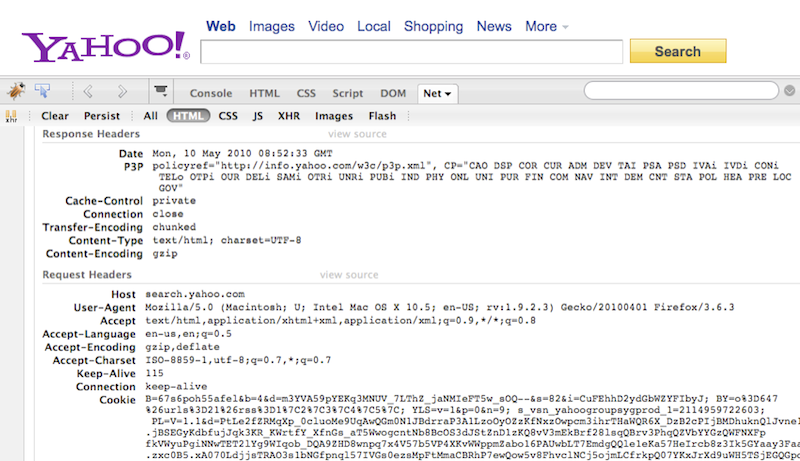 YAHOO!®
Web Images Video Local Shopping News More
Search
Console HTML CSS Script DOM Net
xhr Clear Persist All HTML CSS JS XHR Images Flash
Response Headers view source
Date Mon, 10 May 2010 08:52:33 GMT
P3P policyref="http://info.yahoo.com/w3c/p3p.xml", CP="CAO DSP COR CUR ADM DEV TAI PSA PSD IVAi IVDi CONi
TELo OTPi OUR DELi SAMi OTRi UNRi PUBi IND PHY ONL UNI PUR FIN COM NAV INT DEM CNT STA POL HEA PRE LOC
GOV"
Cache-Control private
Connection close
Transfer-Encoding chunked
Content-Type text/html; charset=UTF-8
Content-Encoding gzip
Request Headers view source
Host search.yahoo.com
User-Agent Mozilla/5.0 (Macintosh; U; Intel Mac OS X 10.5; en-US; rv:1.9.2.3) Gecko/20100401 Firefox/3.6.3
Accept text/html,application/xhtml+xml,application/xml;q=0.9,*/*;q=0.8
Accept-Language en-us,en;q=0.5
Accept-Encoding gzip,deflate
Accept-Charset ISO-8859-1,utf-8;q=0.7,*;q=0.7
Keep-Alive 115
Connection keep-alive
Cookie B=67s6poh55afel&b=4&d=m3YVA59pYEKq3MNUV_7LThZ_jaNMIeFT5w_sOQ--&s=82&i=CuFEhhD2ydGbWZYFIbyJ; BY=o%3D647
%26urls%3D21%26rss%3D1%7C2%7C3%7C4%7C5%7C; YLS=v=1&p=0&n=9; s_vsn_yahoogroupsygprod_1=2114959722603;